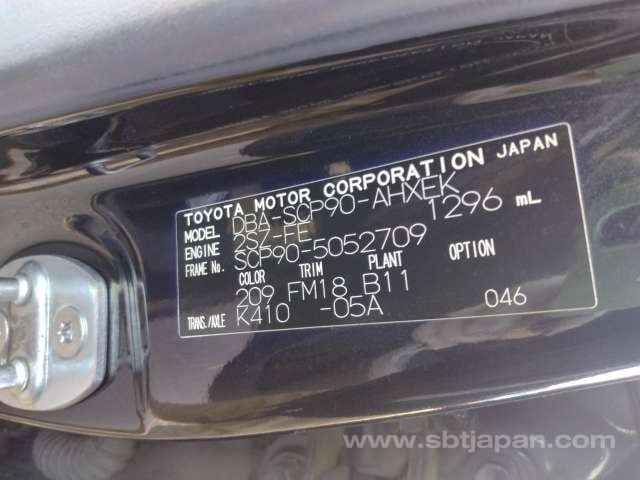 TOYOTA MOTOR CORPORATION JAPAN
MODEL DBA-SCP90-AHXEK
ENGINE 2SZ-FE 1296 mL
FRAME No. SCP90-5052709
COLOR TRIM PLANT OPTION
209 FM18 B11
TRANS./AXLE K410 -05A 046
www.sbtjapan.com